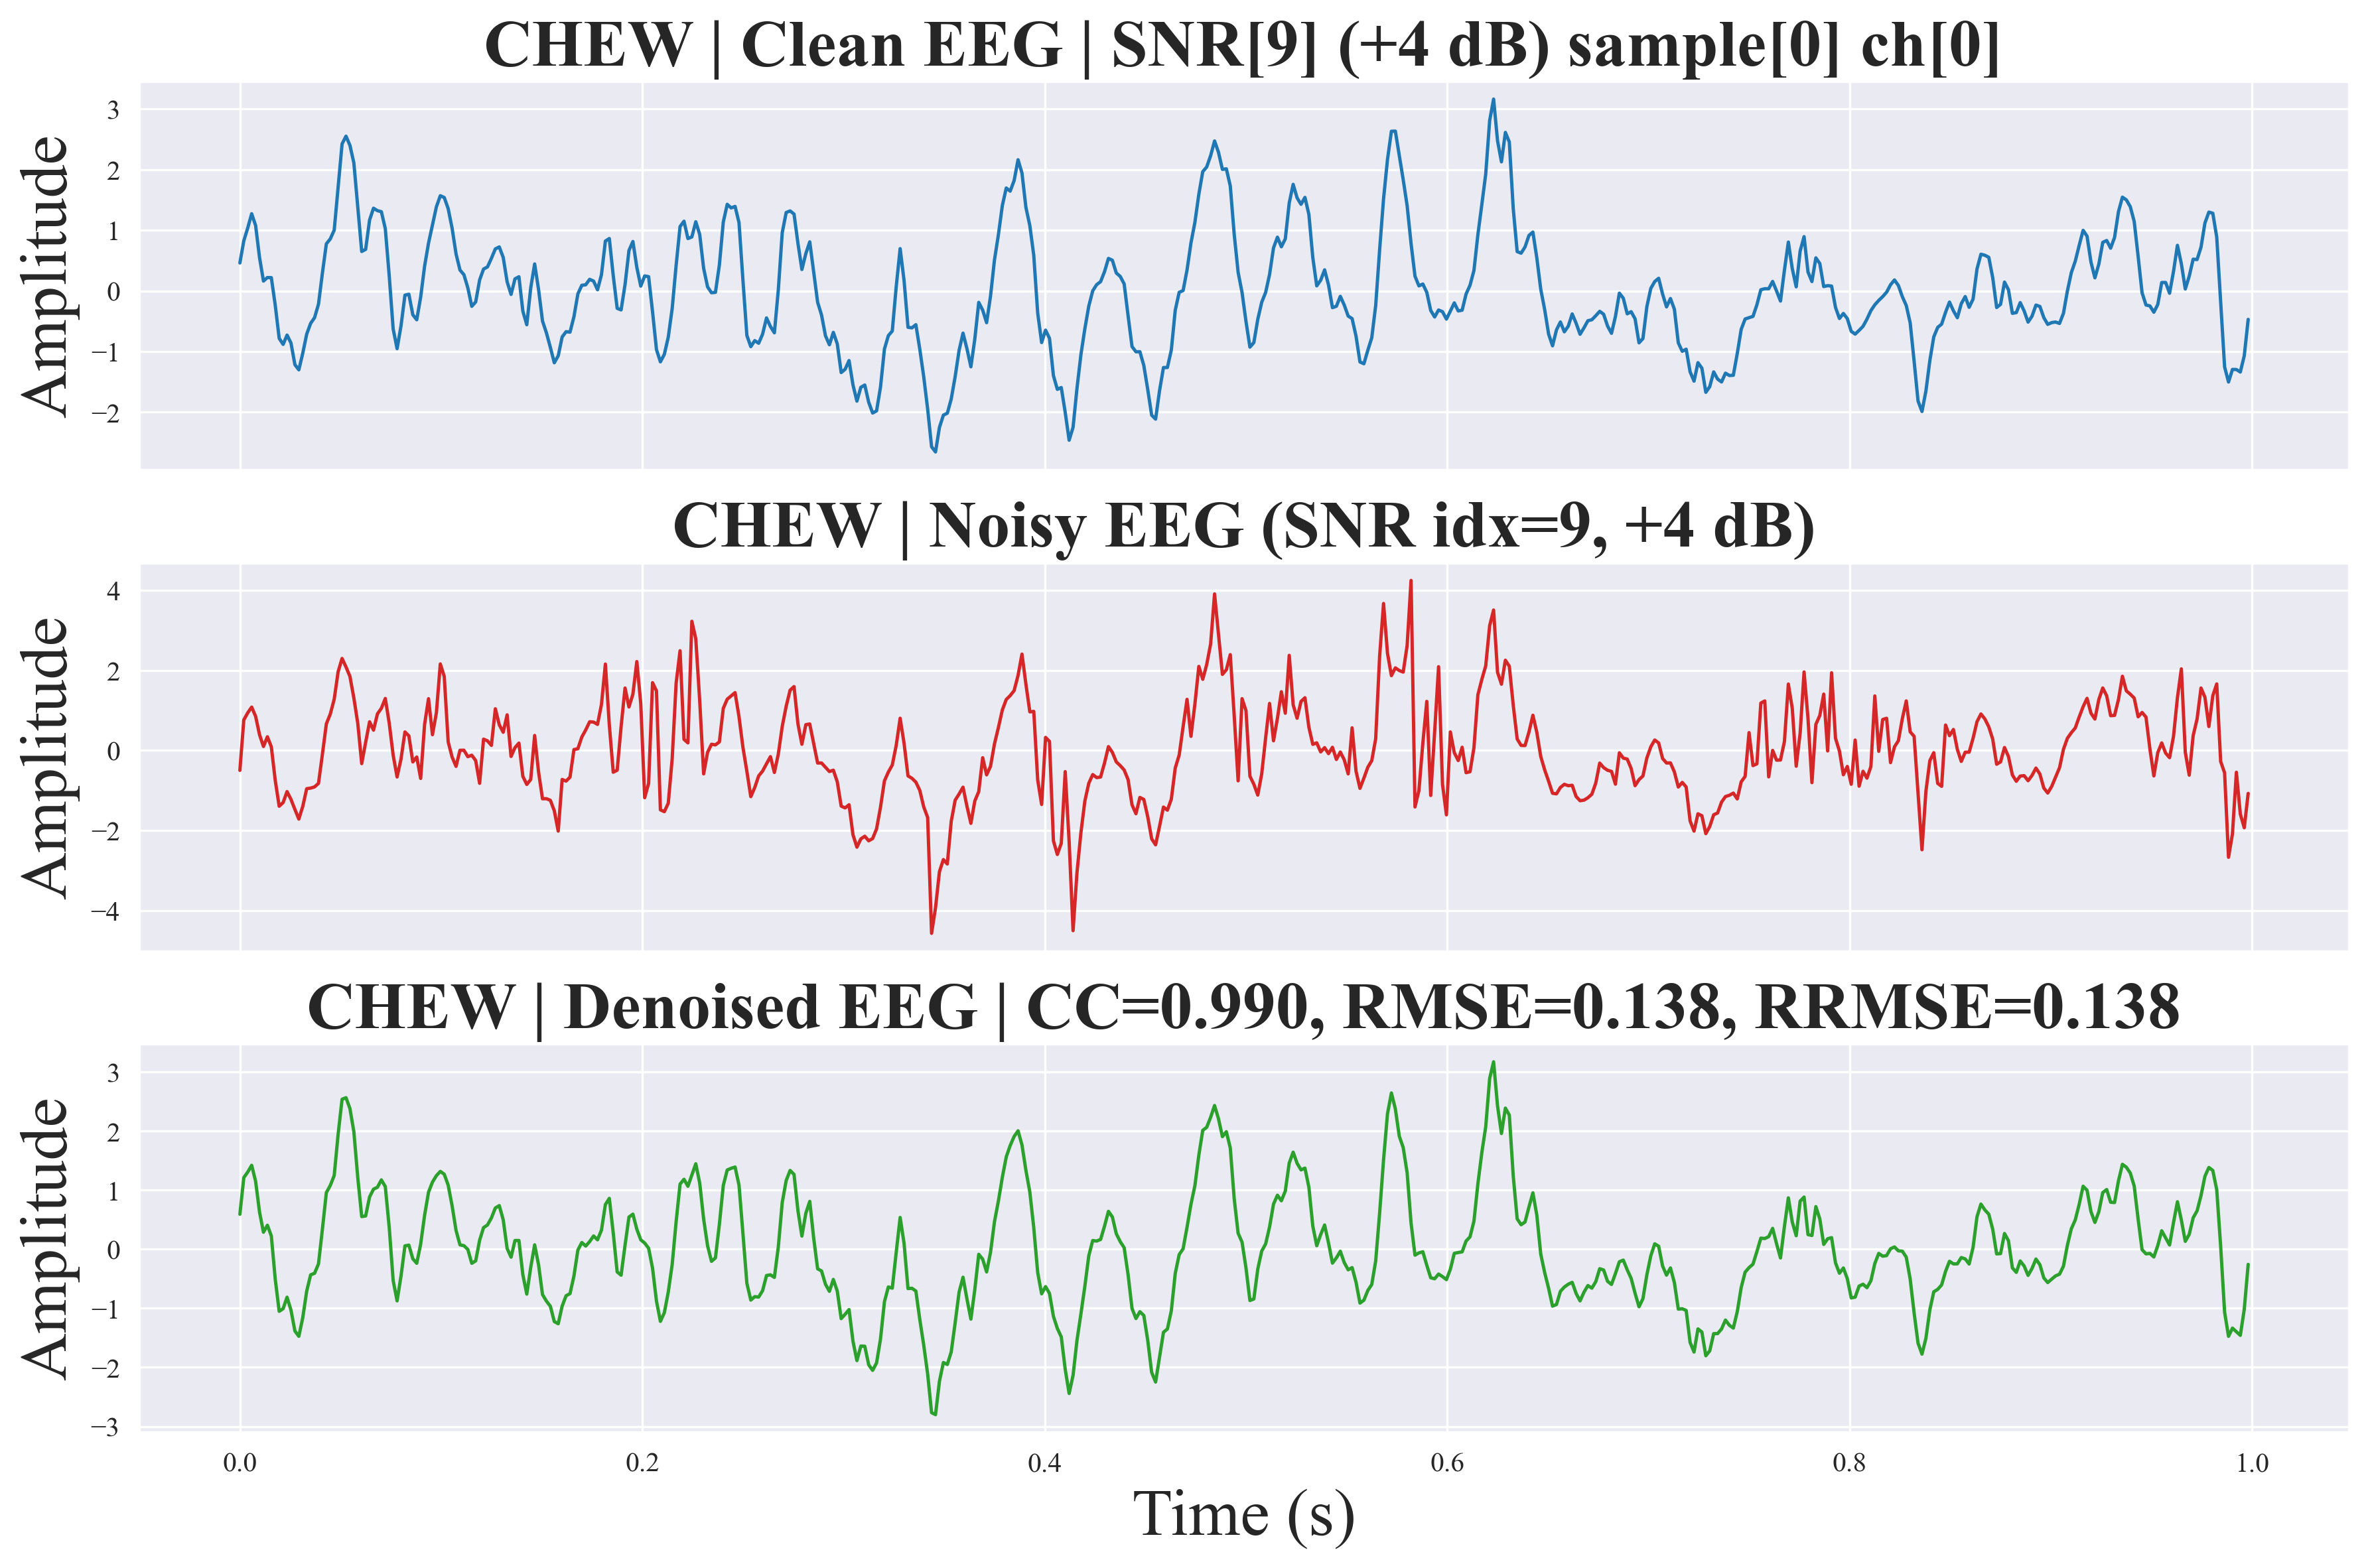 CHEW | Clean EEG | SNR[9] (+4 dB) sample[0] ch[0]
Amplitude
3
2
1
0
−1
−2
CHEW | Noisy EEG (SNR idx=9, +4 dB)
Amplitude
4
2
0
−2
−4
CHEW | Denoised EEG | CC=0.990, RMSE=0.138, RRMSE=0.138
Amplitude
3
2
1
0
−1
−2
−3
0.0 0.2 0.4 0.6 0.8 1.0
Time (s)